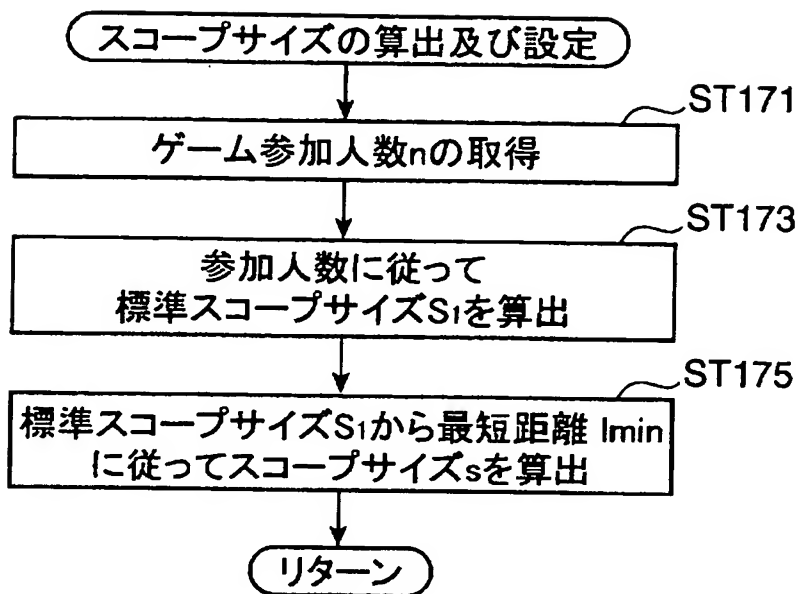 スコープサイズの算出及び設定
ST171
ゲーム参加人数nの取得
ST173
参加人数に従って
標準スコープサイズS1を算出
ST175
標準スコープサイズS1から最短距離 lmin
に従ってスコープサイズsを算出
リターン